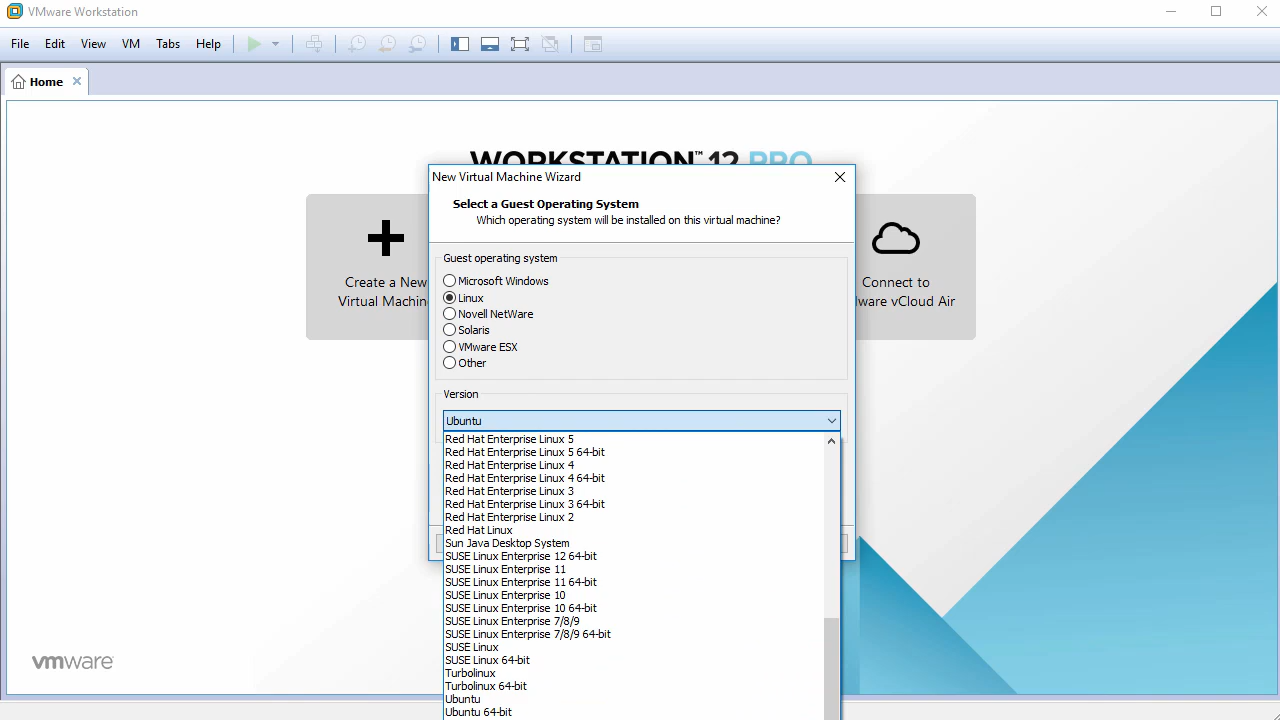 VMware Workstation
File Edit View VM Tabs Help
Home
WORKSTATION™ 12 PRO
Create a New
Virtual Machin
Connect to
ware vCloud Air
New Virtual Machine Wizard
Select a Guest Operating System
Which operating system will be installed on this virtual machine?
Guest operating system
Microsoft Windows
Linux
Novell NetWare
Solaris
VMware ESX
Other
Version
Ubuntu
Red Hat Enterprise Linux 5
Red Hat Enterprise Linux 5 64-bit
Red Hat Enterprise Linux 4
Red Hat Enterprise Linux 4 64-bit
Red Hat Enterprise Linux 3
Red Hat Enterprise Linux 3 64-bit
Red Hat Enterprise Linux 2
Red Hat Linux
Sun Java Desktop System
SUSE Linux Enterprise 12 64-bit
SUSE Linux Enterprise 11
SUSE Linux Enterprise 11 64-bit
SUSE Linux Enterprise 10
SUSE Linux Enterprise 10 64-bit
SUSE Linux Enterprise 7/8/9
SUSE Linux Enterprise 7/8/9 64-bit
SUSE Linux
SUSE Linux 64-bit
Turbolinux
Turbolinux 64-bit
Ubuntu
Ubuntu 64-bit
vmware